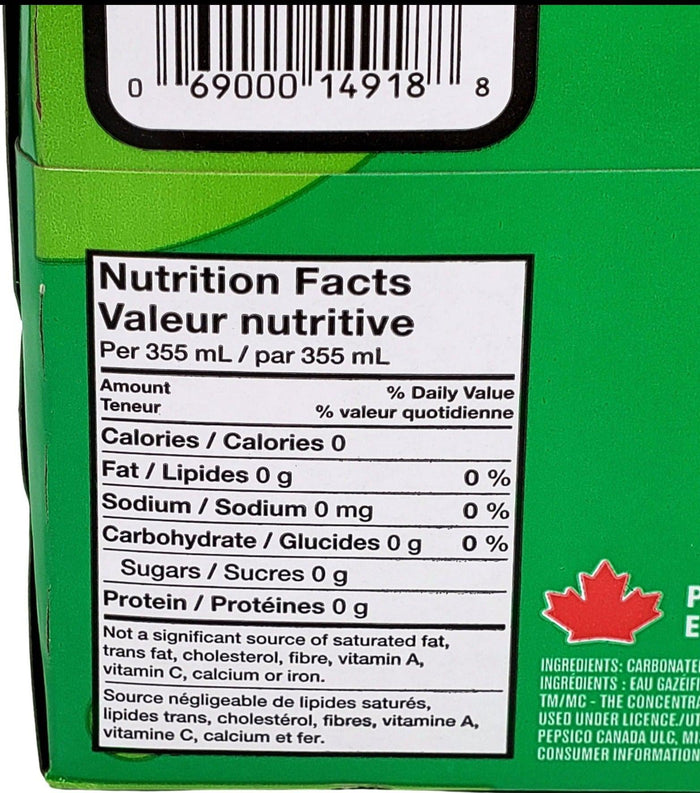 0 69000 14918 8
Nutrition Facts
Valeur nutritive
Per 355 mL / par 355 mL
Amount
Teneur
% Daily Value
% valeur quotidienne
Calories / Calories 0
Fat / Lipides 0 g 0 %
Sodium / Sodium 0 mg 0 %
Carbohydrate / Glucides 0 g 0 %
Sugars / Sucres 0 g
Protein / Protéines 0 g
Not a significant source of saturated fat,
trans fat, cholesterol, fibre, vitamin A,
vitamin C, calcium or iron.
Source négligeable de lipides saturés,
lipides trans, cholestérol, fibres, vitamine A,
vitamine C, calcium et fer.
P
E
INGREDIENTS: CARBONATE
INGRÉDIENTS : EAU GAZÉIFI
TM/MC - THE CONCENTRA
USED UNDER LICENCE./
PEPSICO CANADA ULC,
CONSUMER INFORMATION